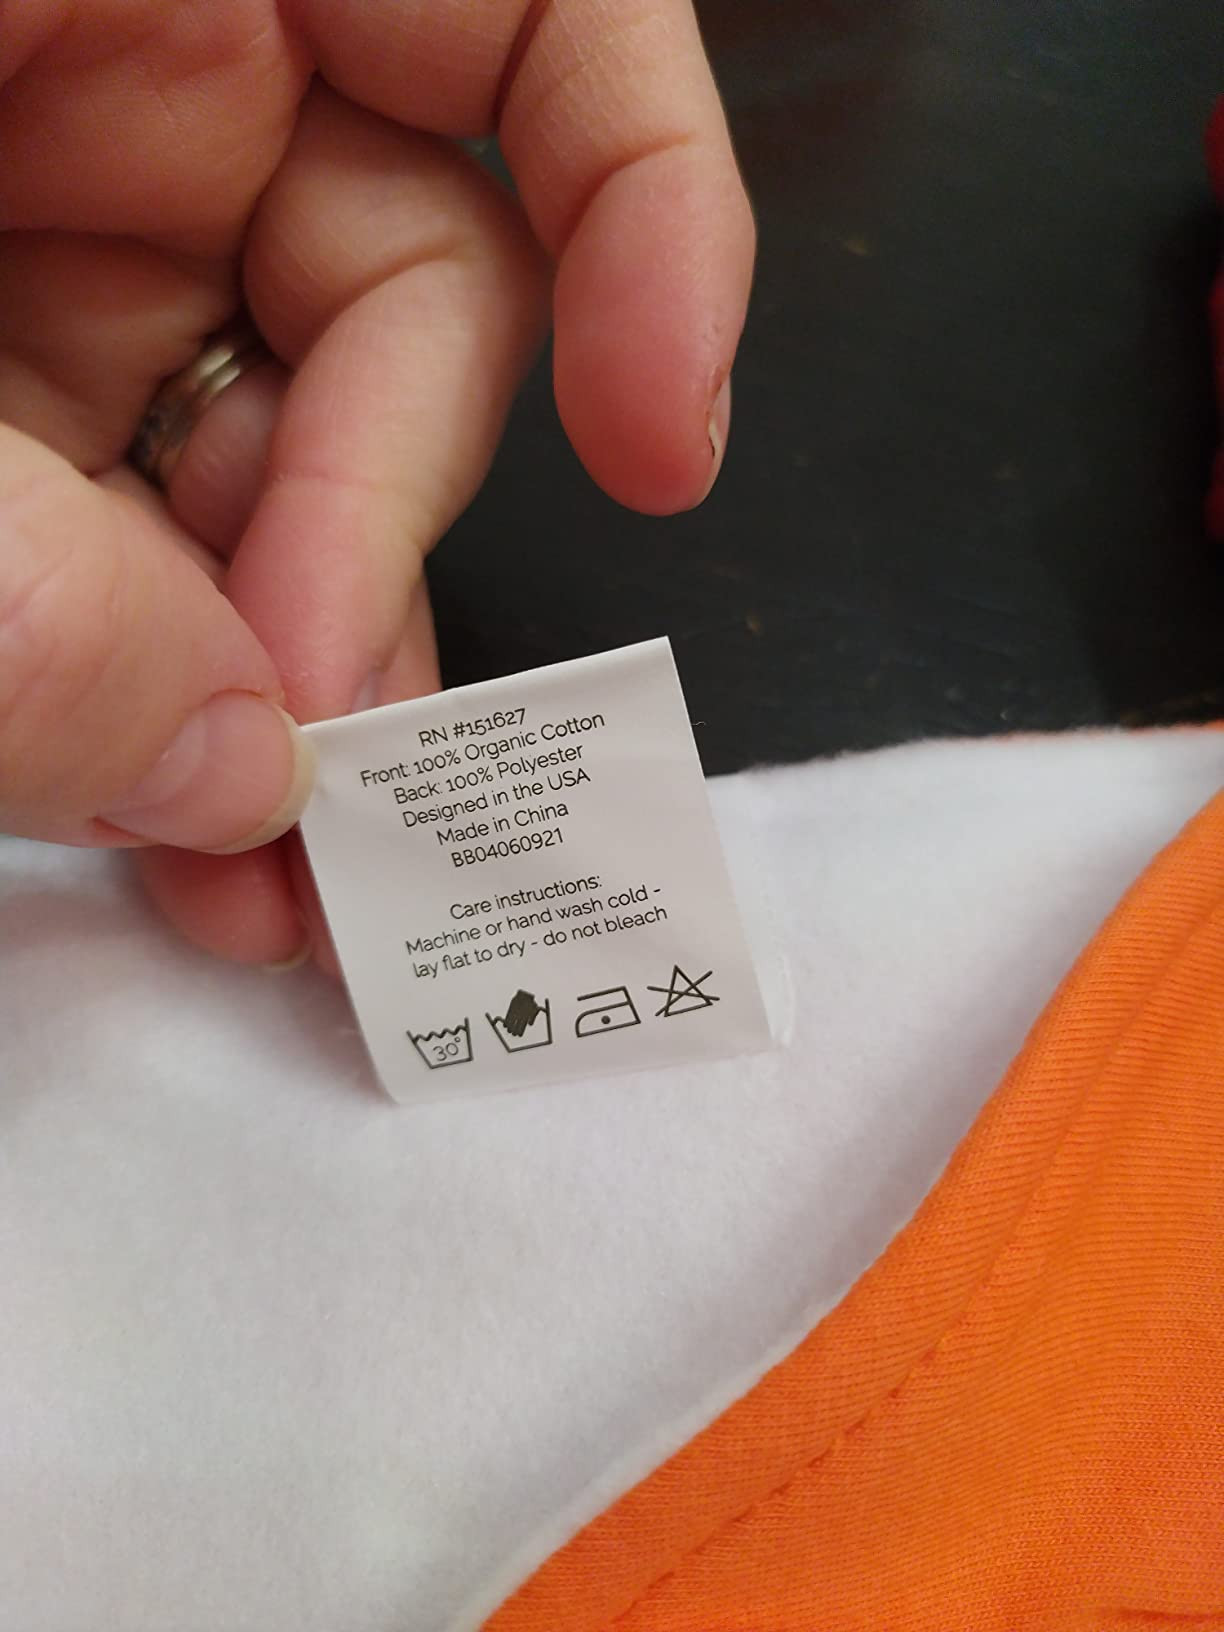 RN #151627
Front: 100% Organic Cotton
Back: 100% Polyester
Designed in the USA
Made in China
BB04060921
Care instructions:
Machine or hand wash cold -
lay flat to dry - do not bleach
30°